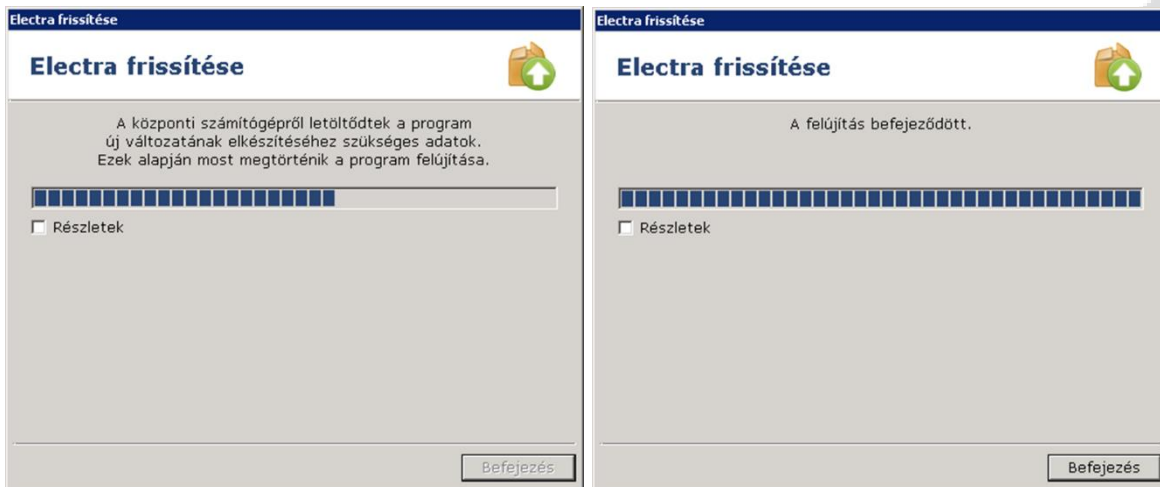 Electra frissítése
Electra frissítése
A központi számítógépről letöltődtek a program
új változatának elkészítéséhez szükséges adatok.
Ezek alapján most megtörténik a program felújítása.
Részletek
Befejezés
Electra frissítése
Electra frissítése
A felújítás befejeződött.
Részletek
Befejezés